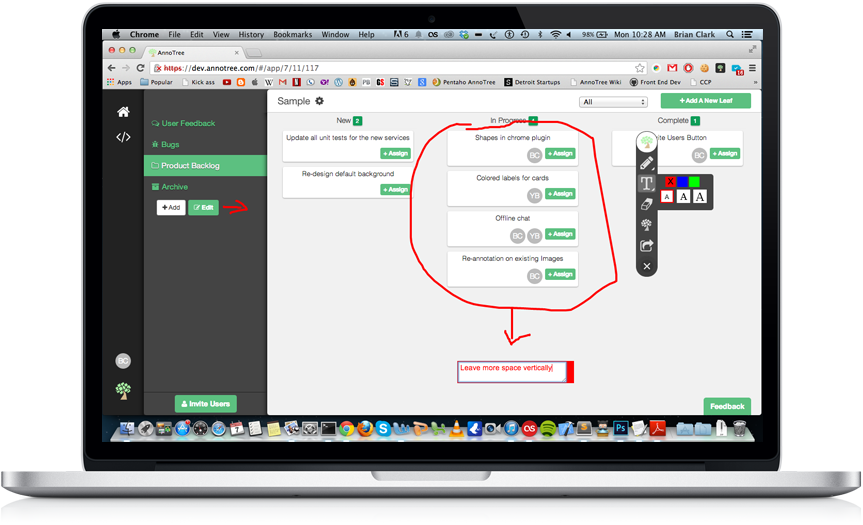 Chrome File Edit View History Bookmarks Window Help
6 98% Mon 10:28 AM Brian Clark
AnnoTree
https://dev.annotree.com/#/app/7/11/117
Apps Popular Kick ass Pentaho AnnoTree Detroit Startups AnnoTree Wiki Front End Dev CCP
Sample
All
+ Add A New Leaf
User Feedback
Bugs
Product Backlog
Archive
+ Add
Edit
New 2
Update all unit tests for the new services
+ Assign
Re-design default background
+ Assign
In Progress
Shapes in chrome plugin
BC + Assign
Colored labels for cards
YB + Assign
Offline chat
BC YB + Assign
Re-annotation on existing Images
BC + Assign
Complete 1
Users Button
BC + Assign
T
X
A A A
Leave more space vertically
BC
Invite Users
Feedback